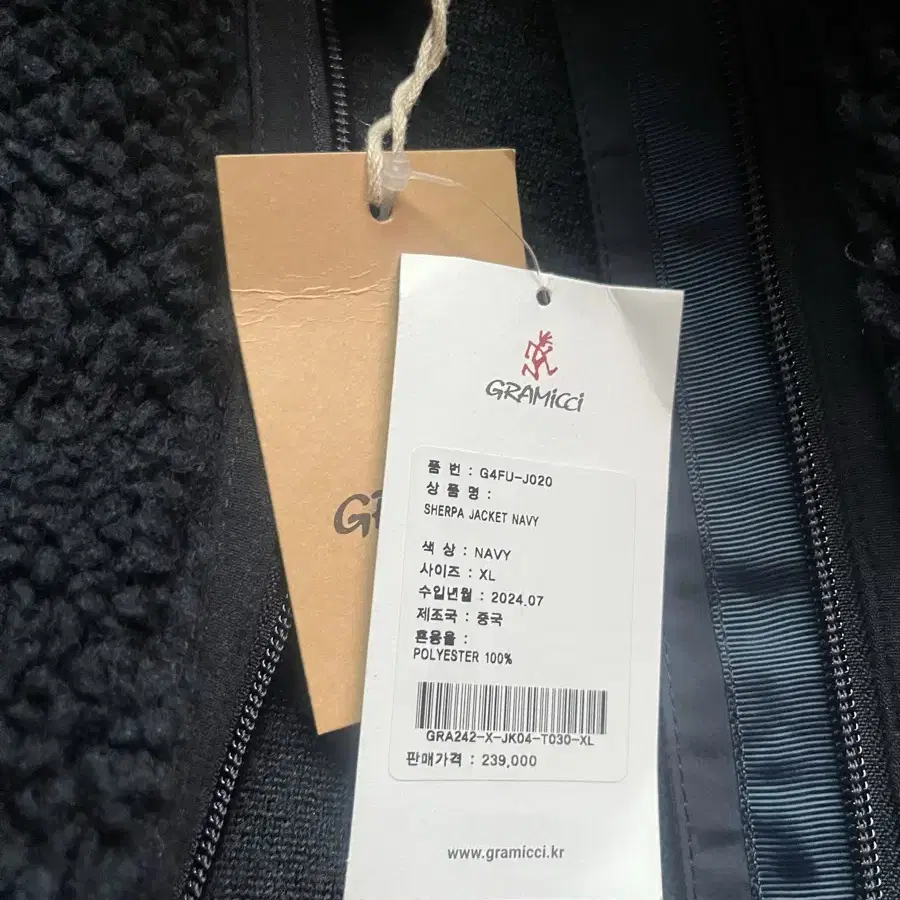 GRAMiCCi
품 번 : G4FU-J020
상 품 명 :
SHERPA JACKET NAVY
색 상 : NAVY
사이즈 : XL
수입년월 : 2024.07
제조국 : 중국
혼용율 :
POLYESTER 100%
GRA242-X-JK04-T030-XL
판매가격 : 239,000
www.gramicci.kr